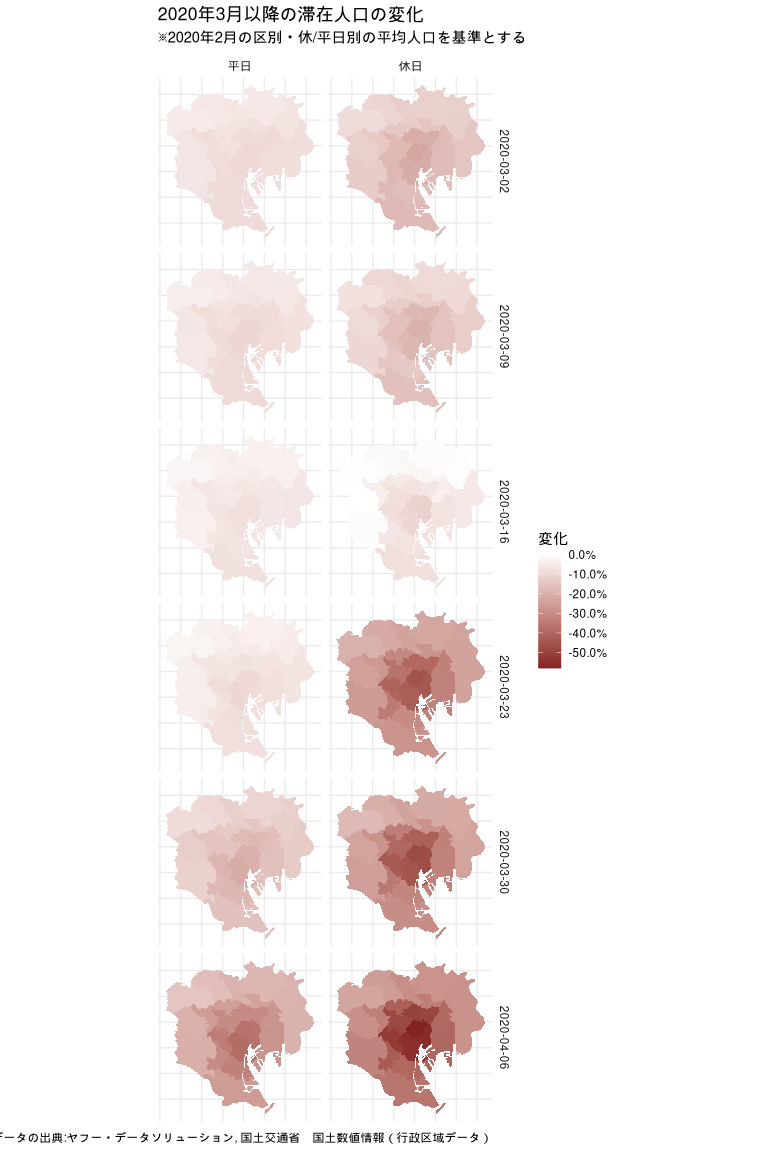 2020年3月以降の滞在人口の変化
※2020年2月の区別・休/平日別の平均人口を基準とする
平日
休日
2020-03-02
2020-03-09
2020-03-16
2020-03-23
2020-03-30
2020-04-06
変化
0.0%
-10.0%
-20.0%
-30.0%
-40.0%
-50.0%
データの出典:ヤフー・データソリューション, 国土交通省　国土数値情報 ( 行政区域データ )